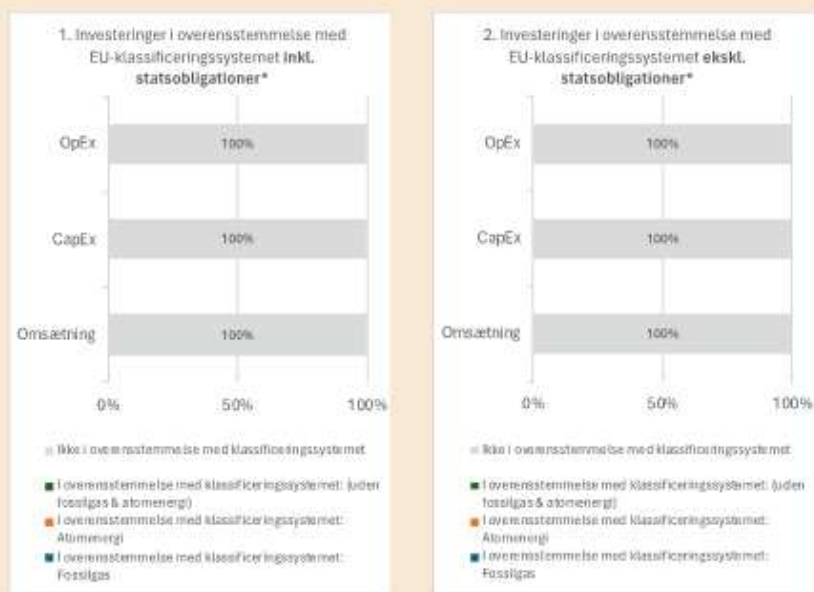 1. Investeringer i overensstemmelse med
EU-klassificeringssystemet inkl.
statsobligationer*
OpEx
100%
CapEx
100%
Omsætning
100%
0%
50%
100%
Ikke i overensstemmelse med klassificeringssystemet
I overensstemmelse med klassificeringssystemet: (uden
fossilgas & atomenergi)
I overensstemmelse med klassificeringssystemet:
Atomenergi
I overensstemmelse med klassificeringssystemet:
Fossilgas
2. Investeringer i overensstemmelse med
EU-klassificeringssystemet ekskl.
statsobligationer*
OpEx
100%
CapEx
100%
Omsætning
100%
0%
50%
100%
Ikke i overensstemmelse med klassificeringssystemet
I overensstemmelse med klassificeringssystemet: (uden
fossilgas & atomenergi)
I overensstemmelse med klassificeringssystemet:
Atomenergi
I overensstemmelse med klassificeringssystemet:
Fossilgas